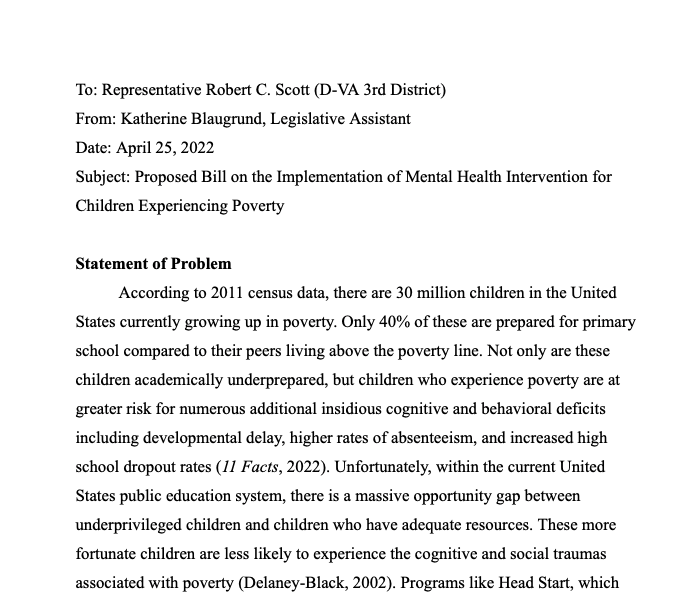 To: Representative Robert C. Scott (D-VA 3rd District)
From: Katherine Blaugrund, Legislative Assistant
Date: April 25, 2022
Subject: Proposed Bill on the Implementation of Mental Health Intervention for
Children Experiencing Poverty
Statement of Problem
According to 2011 census data, there are 30 million children in the United
States currently growing up in poverty. Only 40% of these are prepared for primary
school compared to their peers living above the poverty line. Not only are these
children academically underprepared, but children who experience poverty are at
greater risk for numerous additional insidious cognitive and behavioral deficits
including developmental delay, higher rates of absenteeism, and increased high
school dropout rates (11 Facts, 2022). Unfortunately, within the current United
States public education system, there is a massive opportunity gap between
underprivileged children and children who have adequate resources. These more
fortunate children are less likely to experience the cognitive and social traumas
associated with poverty (Delaney-Black, 2002). Programs like Head Start, which